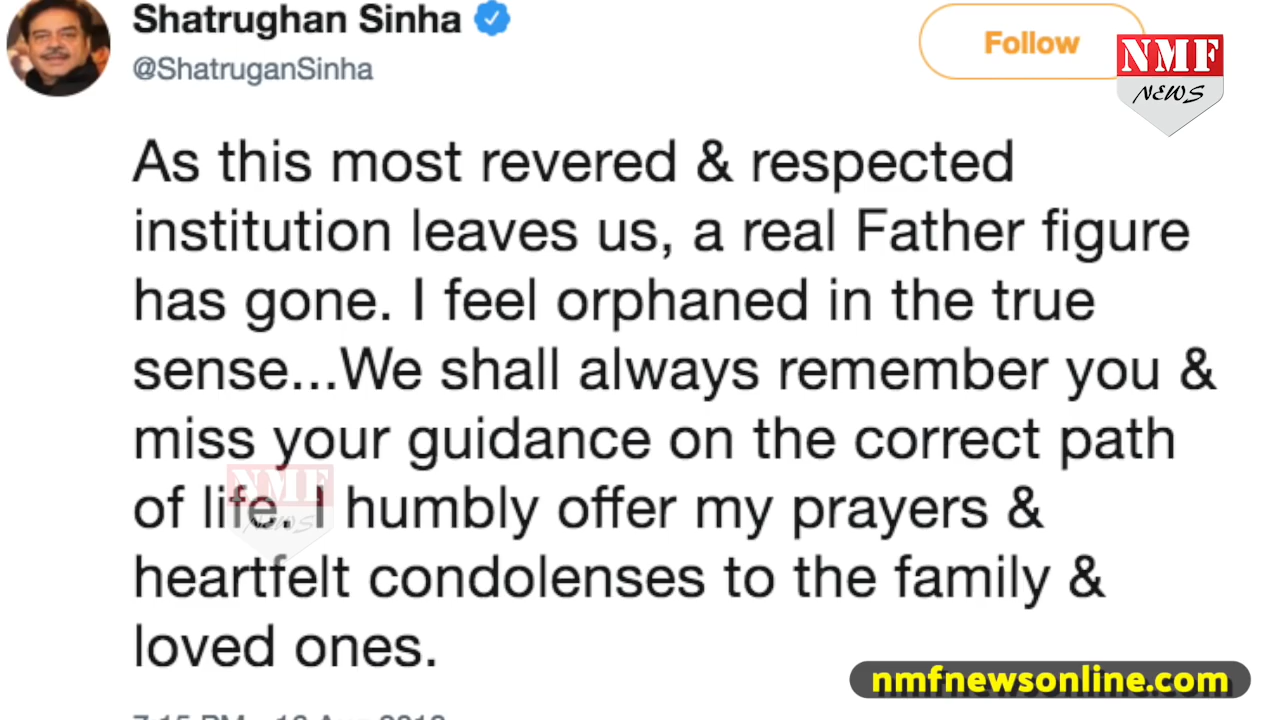 Shatrughan Sinha
@ShatruganSinha
Follow
NMF
NEWS
As this most revered & respected
institution leaves us, a real Father figure
has gone. I feel orphaned in the true
sense...We shall always remember you &
miss your guidance on the correct path
of life. I humbly offer my prayers &
heartfelt condolenses to the family &
loved ones.
NMF
NEWS
nmfnewsonline.com